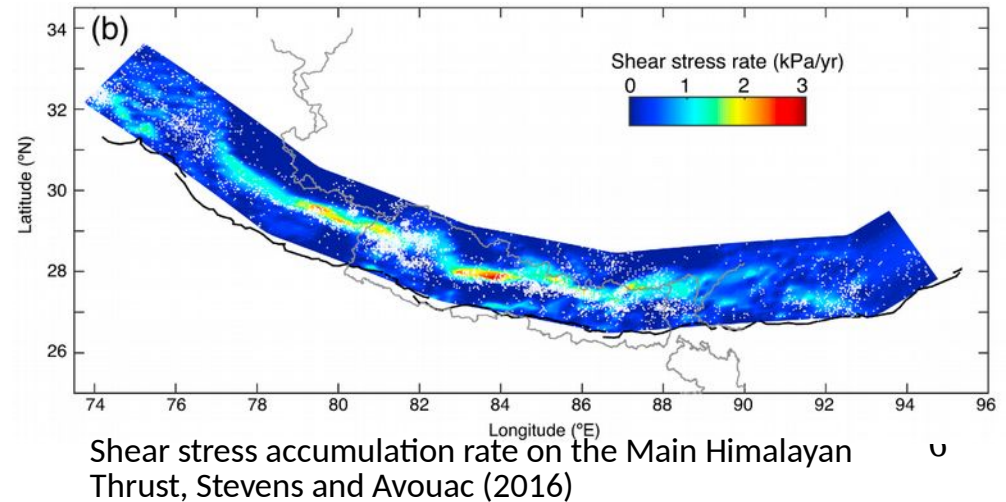 (b)
Shear stress rate (kPa/yr)
0 1 2 3
34
32
30
28
26
Latitude (ºN)
74 76 78 80 82 84 86 88 90 92 94 96
Longitude (ºE)
Shear stress accumulation rate on the Main Himalayan
Thrust, Stevens and Avouac (2016)